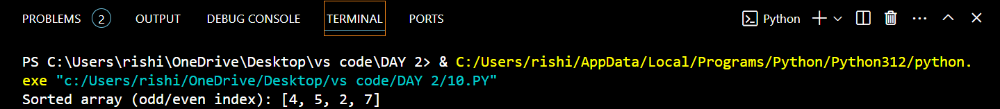 PROBLEMS 2 OUTPUT DEBUG CONSOLE TERMINAL PORTS Python
PS C:\Users\rishi\OneDrive\Desktop\vs code\DAY 2> & C:/Users/rishi/AppData/Local/Programs/Python/Python312/python.
exe "c:/Users/rishi/OneDrive/Desktop/vs code/DAY 2/10.PY"
Sorted array (odd/even index): [4, 5, 2, 7]